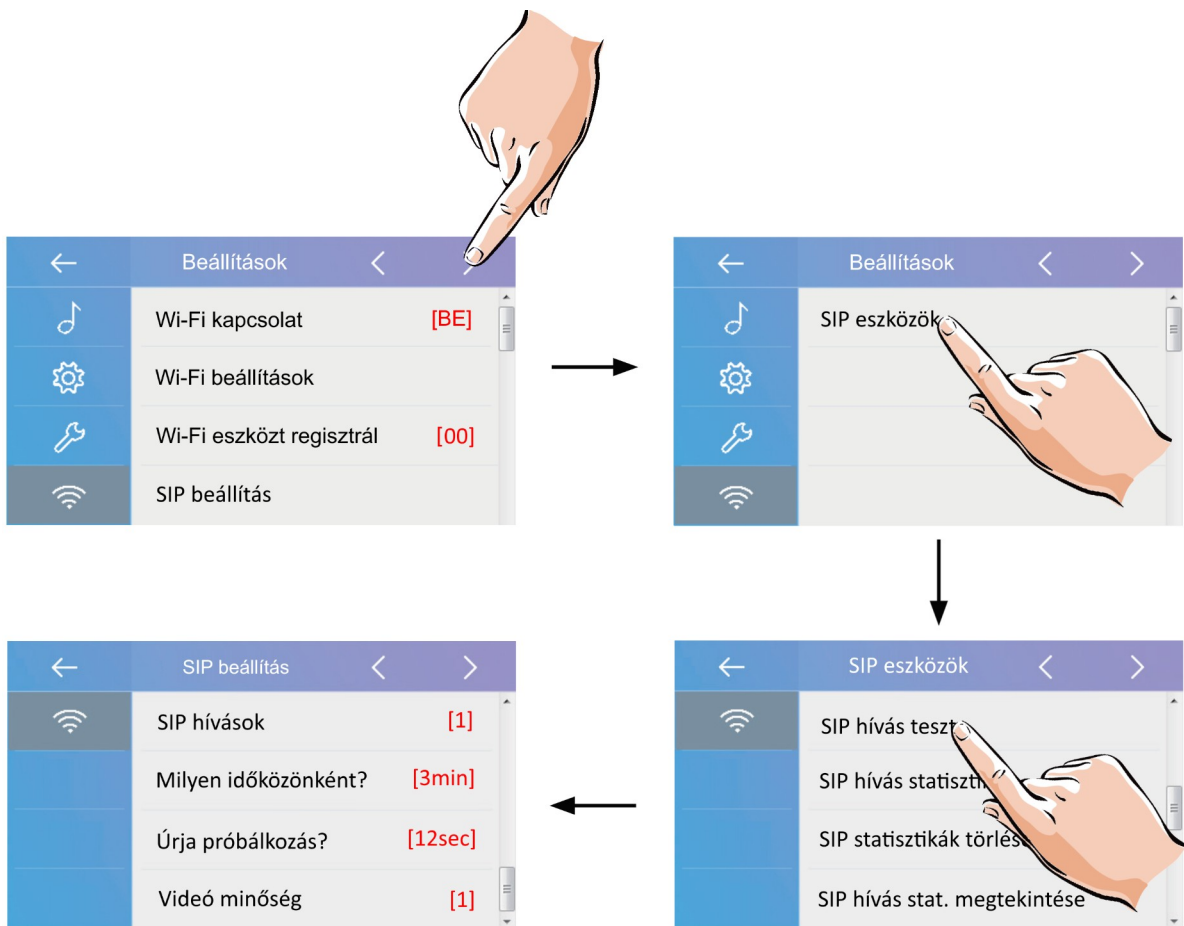 Beállítások
Wi-Fi kapcsolat [BE]
Wi-Fi beállítások
Wi-Fi eszközt regisztrál [00]
SIP beállítás
Beállítások
SIP eszközök
SIP eszközök
SIP hívás teszt
SIP hívás
SIP statisztikák törlése
SIP hívás stat. megtekintése
SIP beállítás
SIP hívások [1]
Milyen időközönként? [3min]
Úrja próbálkozás? [12sec]
Videó minőség [1]